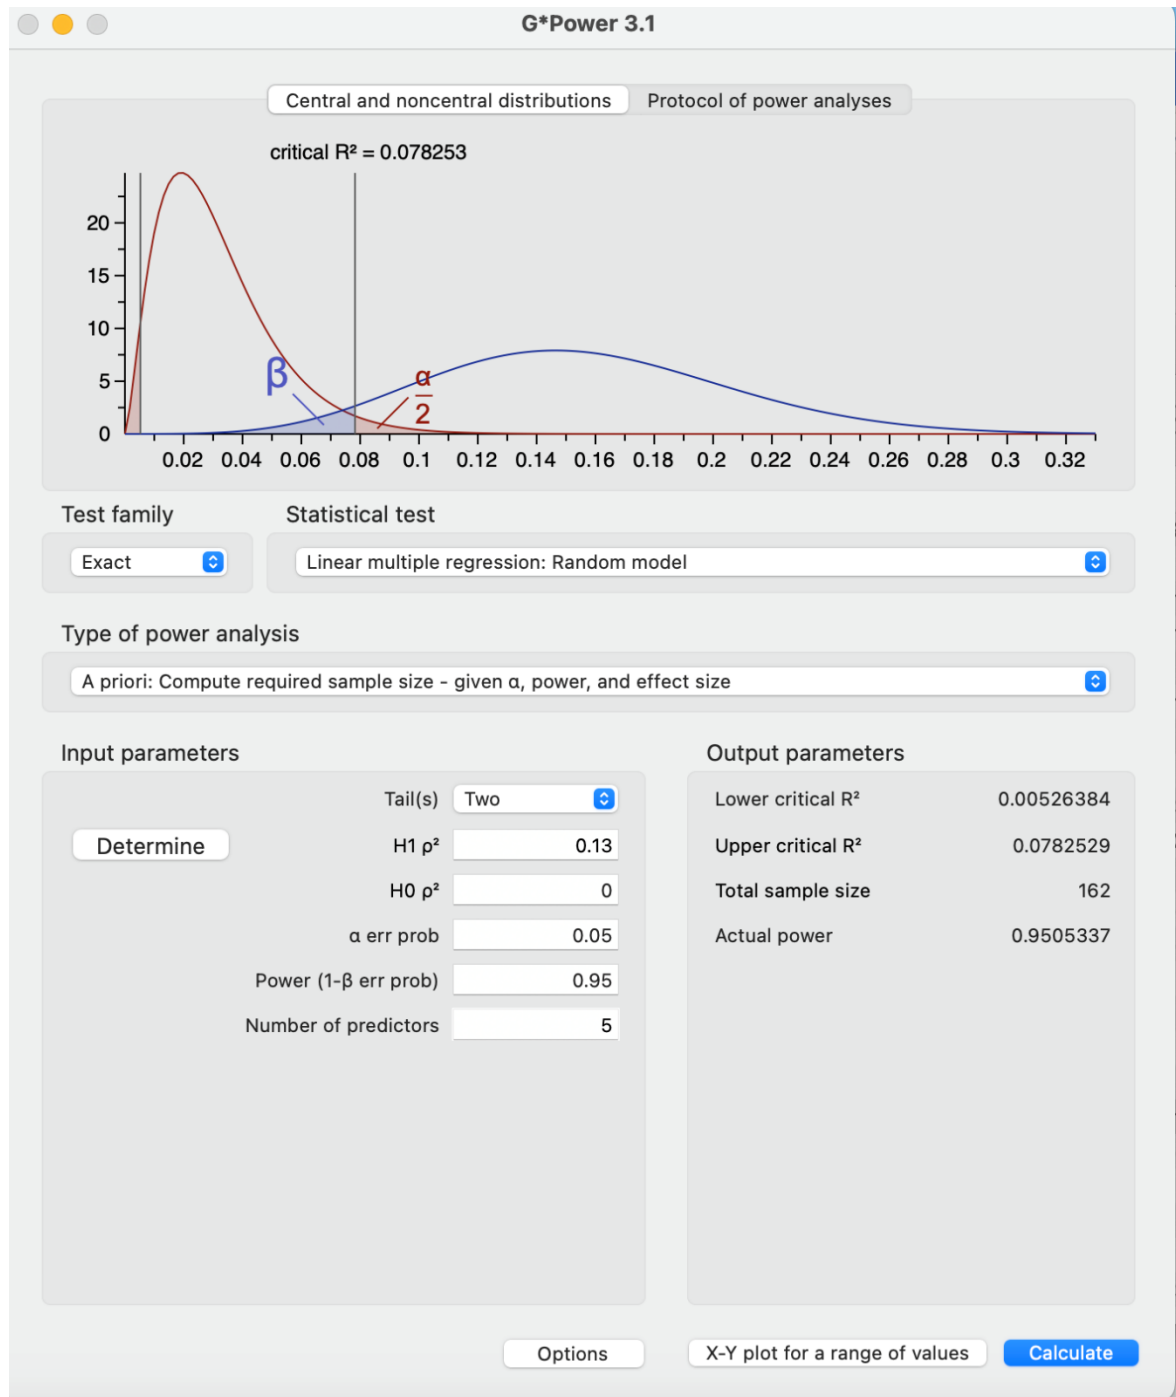 G*Power 3.1
Central and noncentral distributions Protocol of power analyses
critical R² = 0.078253
20
15
10
5
0
β
α
2
0.02 0.04 0.06 0.08 0.1 0.12 0.14 0.16 0.18 0.2 0.22 0.24 0.26 0.28 0.3 0.32
Test family Statistical test
Exact Linear multiple regression: Random model
Type of power analysis
A priori: Compute required sample size - given α, power, and effect size
Input parameters
Tail(s) Two
Determine H1 ρ² 0.13
H0 ρ² 0
α err prob 0.05
Power (1-β err prob) 0.95
Number of predictors 5
Output parameters
Lower critical R² 0.00526384
Upper critical R² 0.0782529
Total sample size 162
Actual power 0.9505337
Options X-Y plot for a range of values Calculate